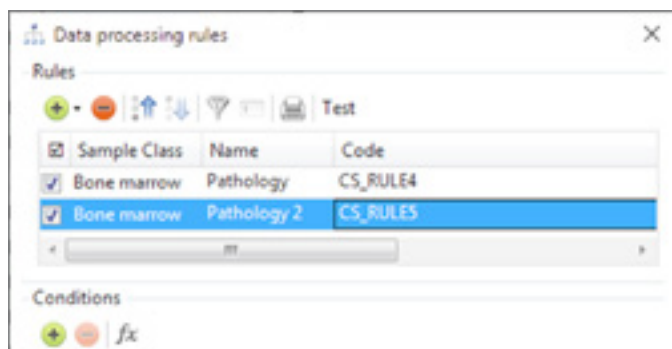 Data processing rules
Rules
Test
Sample Class Name Code
Bone marrow Pathology CS_RULE4
Bone marrow Pathology 2 CS_RULE5
Conditions
fx